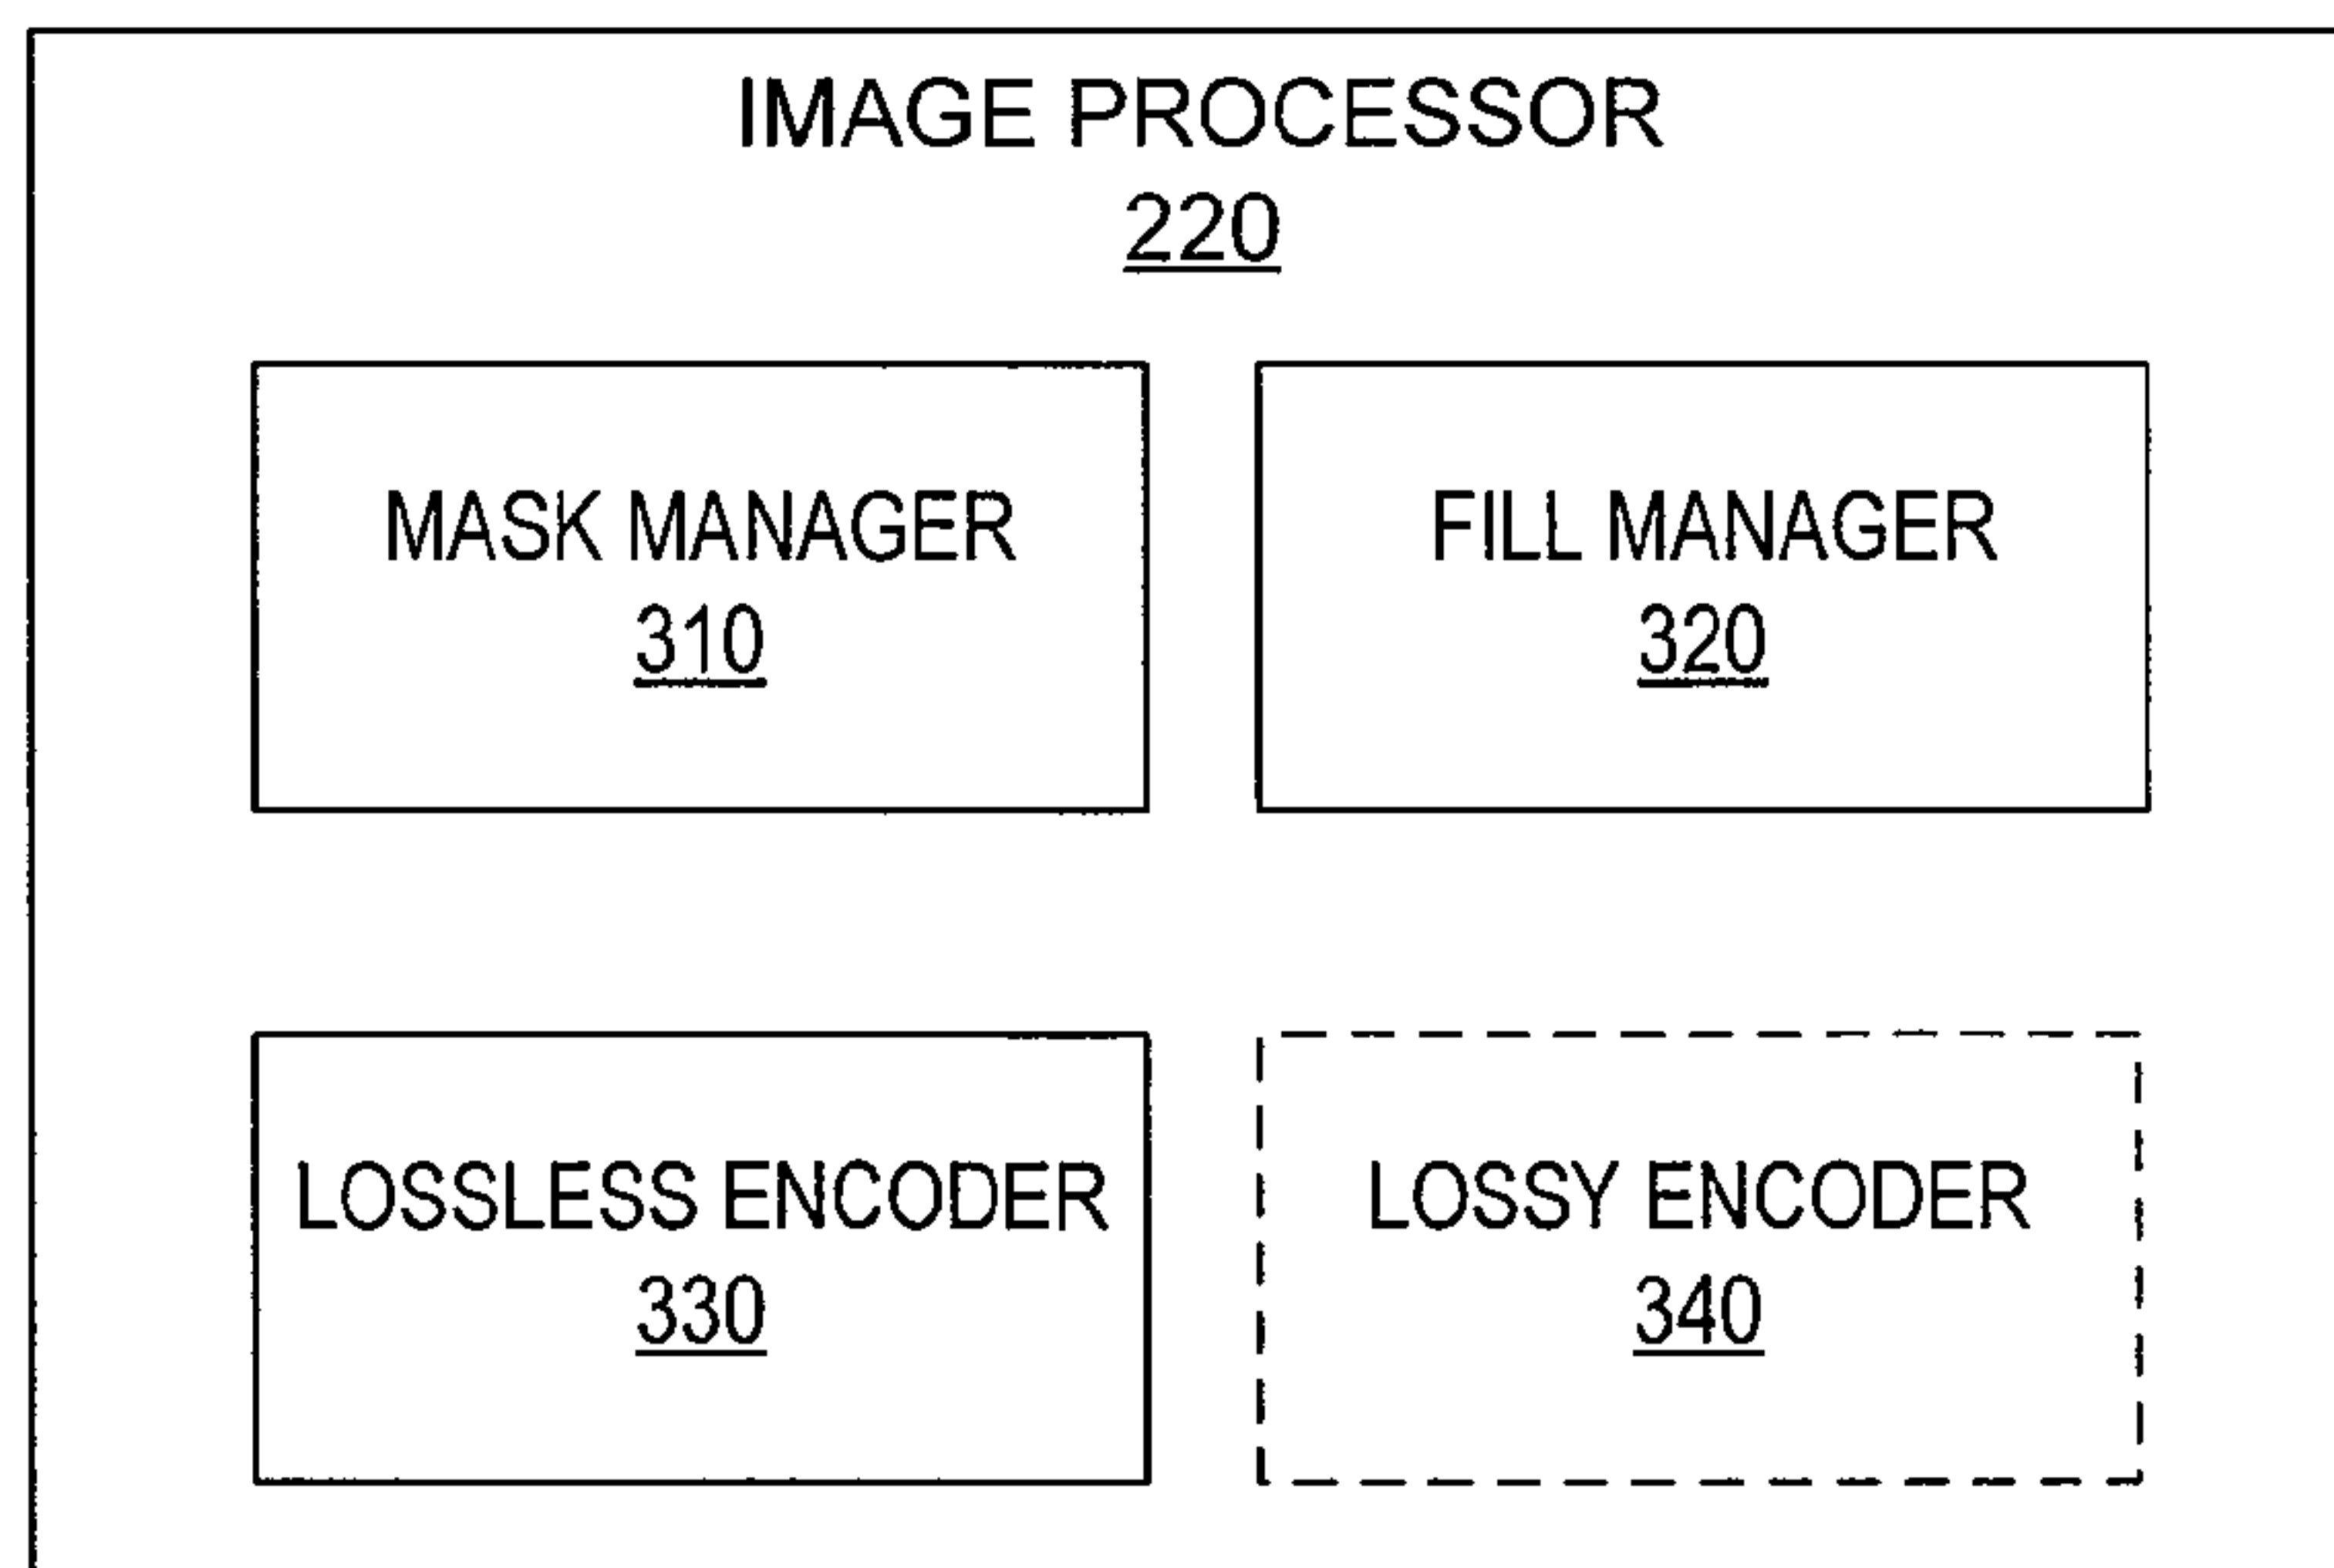 IMAGE PROCESSOR
220
MASK MANAGER
310
FILL MANAGER
320
LOSSLESS ENCODER
330
LOSSY ENCODER
340